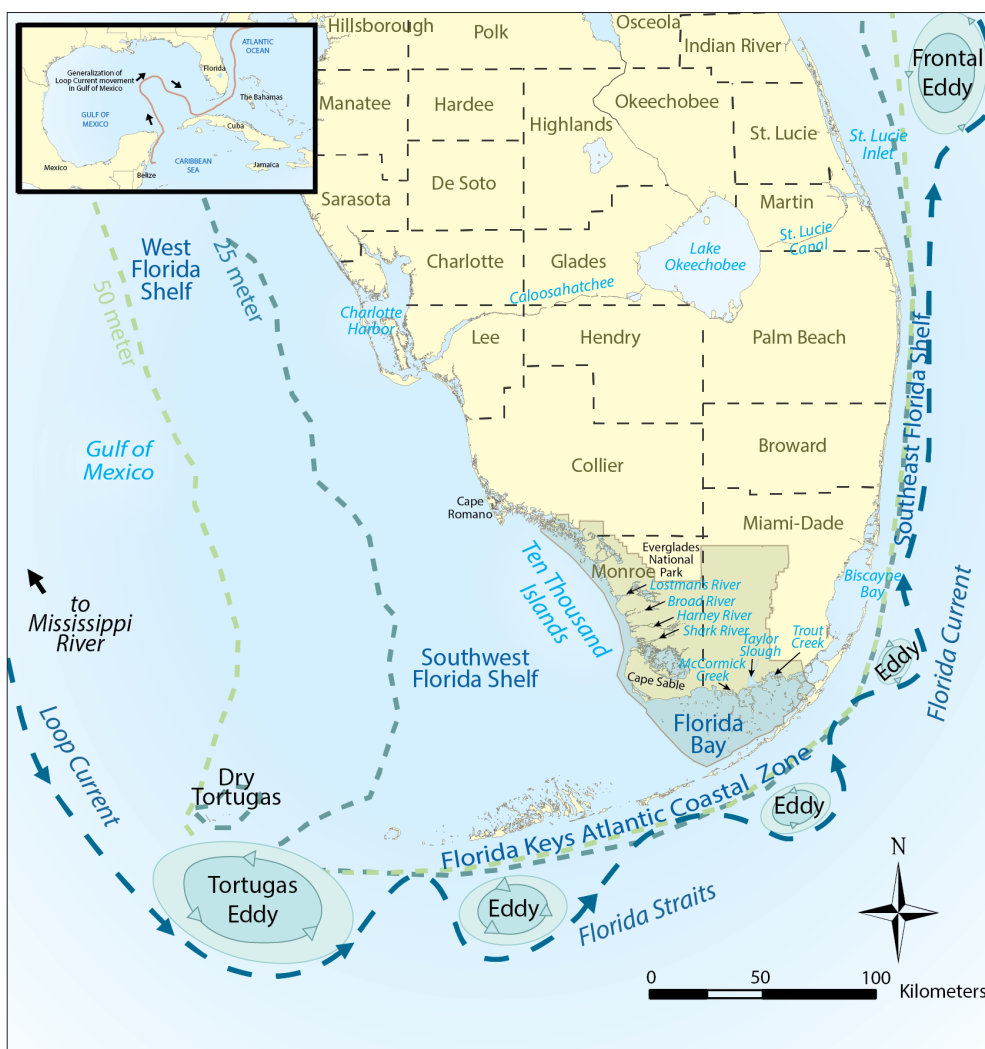 ATLANTIC
OCEAN
Generalization of
Loop Current movement
in Gulf of Mexico
Florida
The Bahamas
GULF OF
MEXICO
Cuba
Mexico
Belize
CARIBBEAN
SEA
Jamaica
Hillsborough
Polk
Osceola
Indian River
Frontal
Eddy
Manatee
Hardee
Okeechobee
Highlands
St. Lucie
St. Lucie
Inlet
De Soto
Sarasota
Martin
St. Lucie
Canal
West
Florida
Shelf
25 meter
50 meter
Charlotte
Glades
Lake
Okeechobee
Caloosahatchee
Charlotte
Harbor
Lee
Hendry
Palm Beach
Southeast Florida Shelf
Gulf of
Mexico
Collier
Broward
Cape
Romano
Miami-Dade
Everglades
National
Park
Monroe
Ten Thousand
Islands
Lostmans River
Broad River
Harney River
Shark River
Biscayne
Bay
to
Mississippi
River
Southwest
Florida Shelf
Taylor
Slough
Trout
Creek
McCormick
Creek
Cape Sable
Eddy
Florida Current
Florida
Bay
Loop Current
Dry
Tortugas
Florida Keys Atlantic Coastal Zone
Eddy
Tortugas
Eddy
Eddy
Florida Straits
N
0
50
100
Kilometers